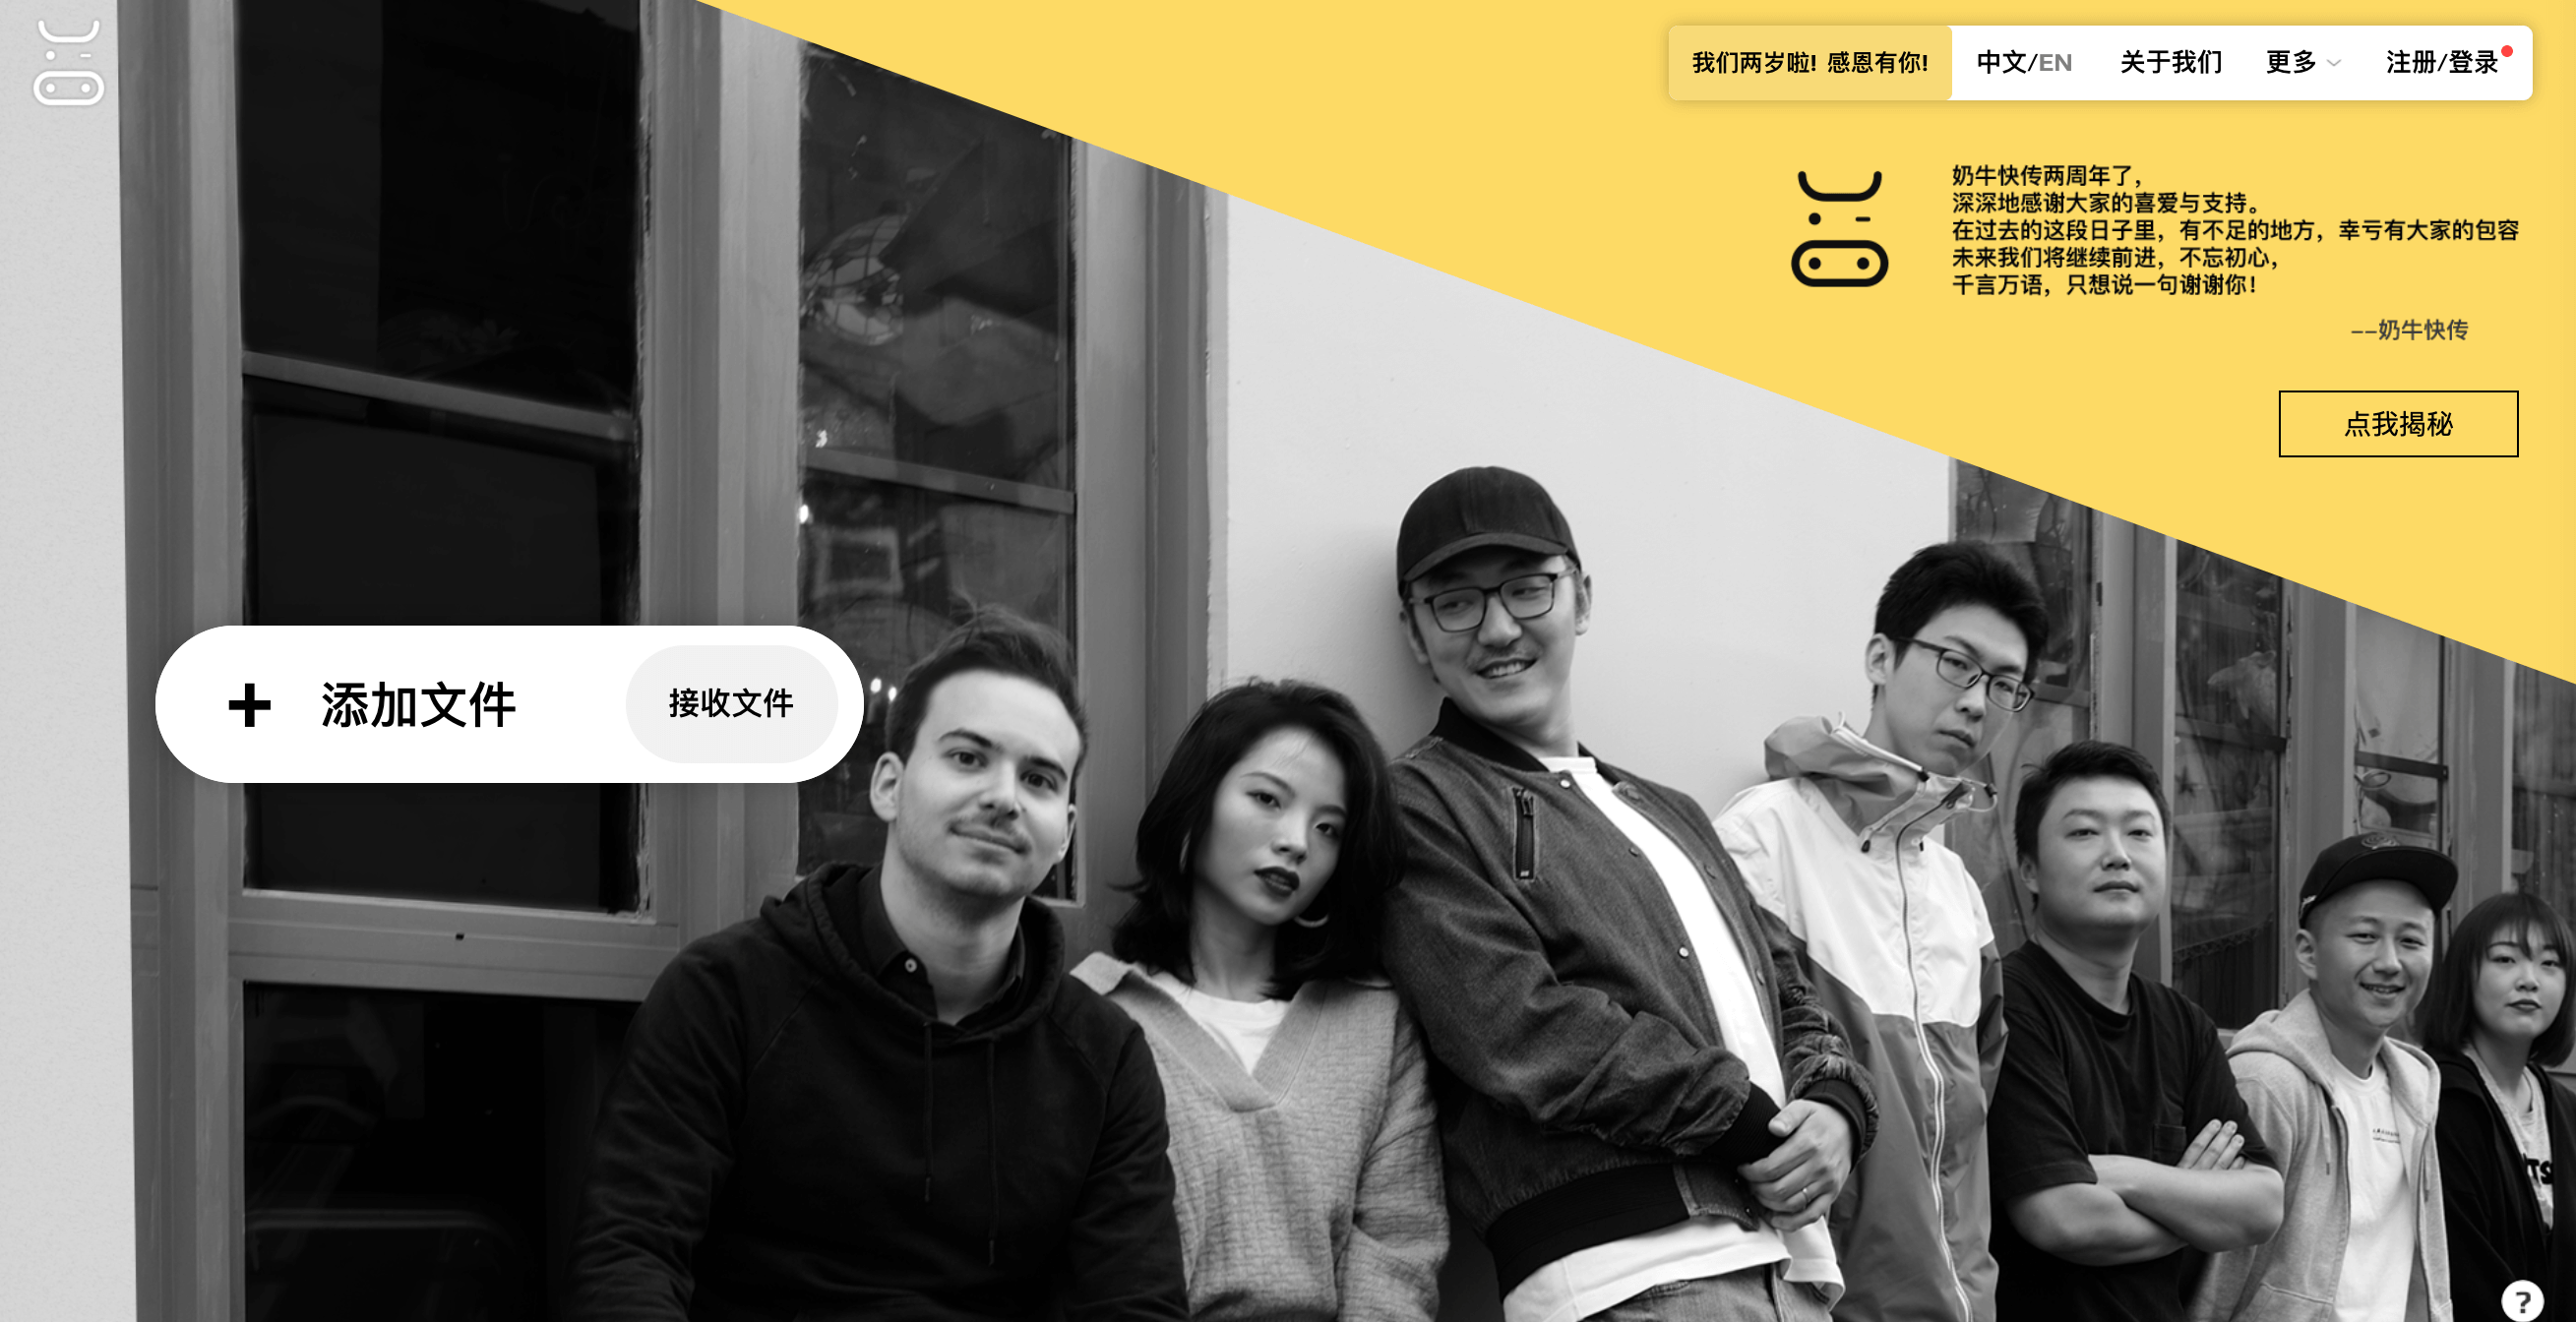 我们两岁啦! 感恩有你!
中文/EN
关于我们
更多
注册/登录
奶牛快传两周年了，
深深地感谢大家的喜爱与支持。
在过去的这段日子里，有不足的地方，幸亏有大家的包容
未来我们将继续前进，不忘初心，
千言万语，只想说一句谢谢你！
--奶牛快传
点我揭秘
+ 添加文件
接收文件
?